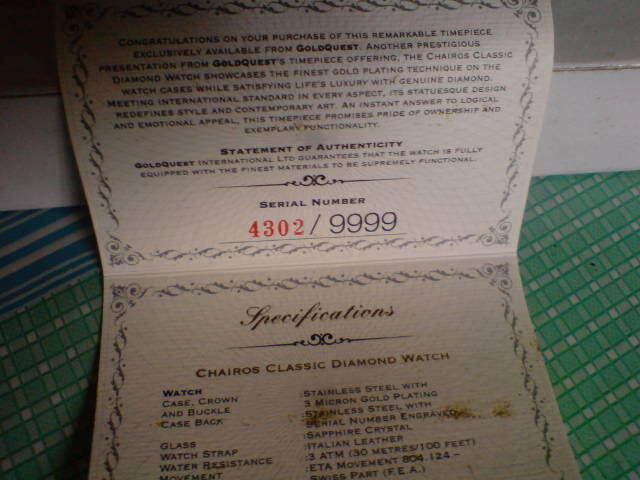 CONGRATULATIONS ON YOUR PURCHASE OF THIS REMARKABLE TIMEPIECE
EXCLUSIVELY AVAILABLE FROM GOLDQUEST. ANOTHER PRESTIGIOUS
PRESENTATION FROM GOLDQUEST'S TIMEPIECE OFFERING, THE CHAIROS CLASSIC
DIAMOND WATCH SHOWCASES THE FINEST GOLD PLATING TECHNIQUE ON THE
WATCH CASES WHILE SATISFYING LIFE'S LUXURY WITH GENUINE DIAMOND.
MEETING INTERNATIONAL STANDARD IN EVERY ASPECT, ITS STATUESQUE DESIGN
REDEFINES STYLE AND CONTEMPORARY ART. AN INSTANT ANSWER TO LOGICAL
AND EMOTIONAL APPEAL, THIS TIMEPIECE PROMISES PRIDE OF OWNERSHIP AND
EXEMPLARY FUNCTIONALITY.
STATEMENT OF AUTHENTICITY
GOLDQUEST INTERNATIONAL LTD GUARANTEES THAT THE WATCH IS FULLY
EQUIPPED WITH THE FINEST MATERIALS TO BE SUPREMELY FUNCTIONAL.
SERIAL NUMBER
4302 / 9999
Specifications
CHAIROS CLASSIC DIAMOND WATCH
WATCH
CASE, CROWN :STAINLESS STEEL WITH
AND BUCKLE 3 MICRON GOLD PLATING
CASE BACK :STAINLESS STEEL WITH
SERIAL NUMBER ENGRAVED
GLASS :SAPPHIRE CRYSTAL
WATCH STRAP :ITALIAN LEATHER
WATER RESISTANCE :3 ATM (30 METRES/100 FEET)
MOVEMENT :ETA MOVEMENT 804.124 –
SWISS PART (F.E.A.)